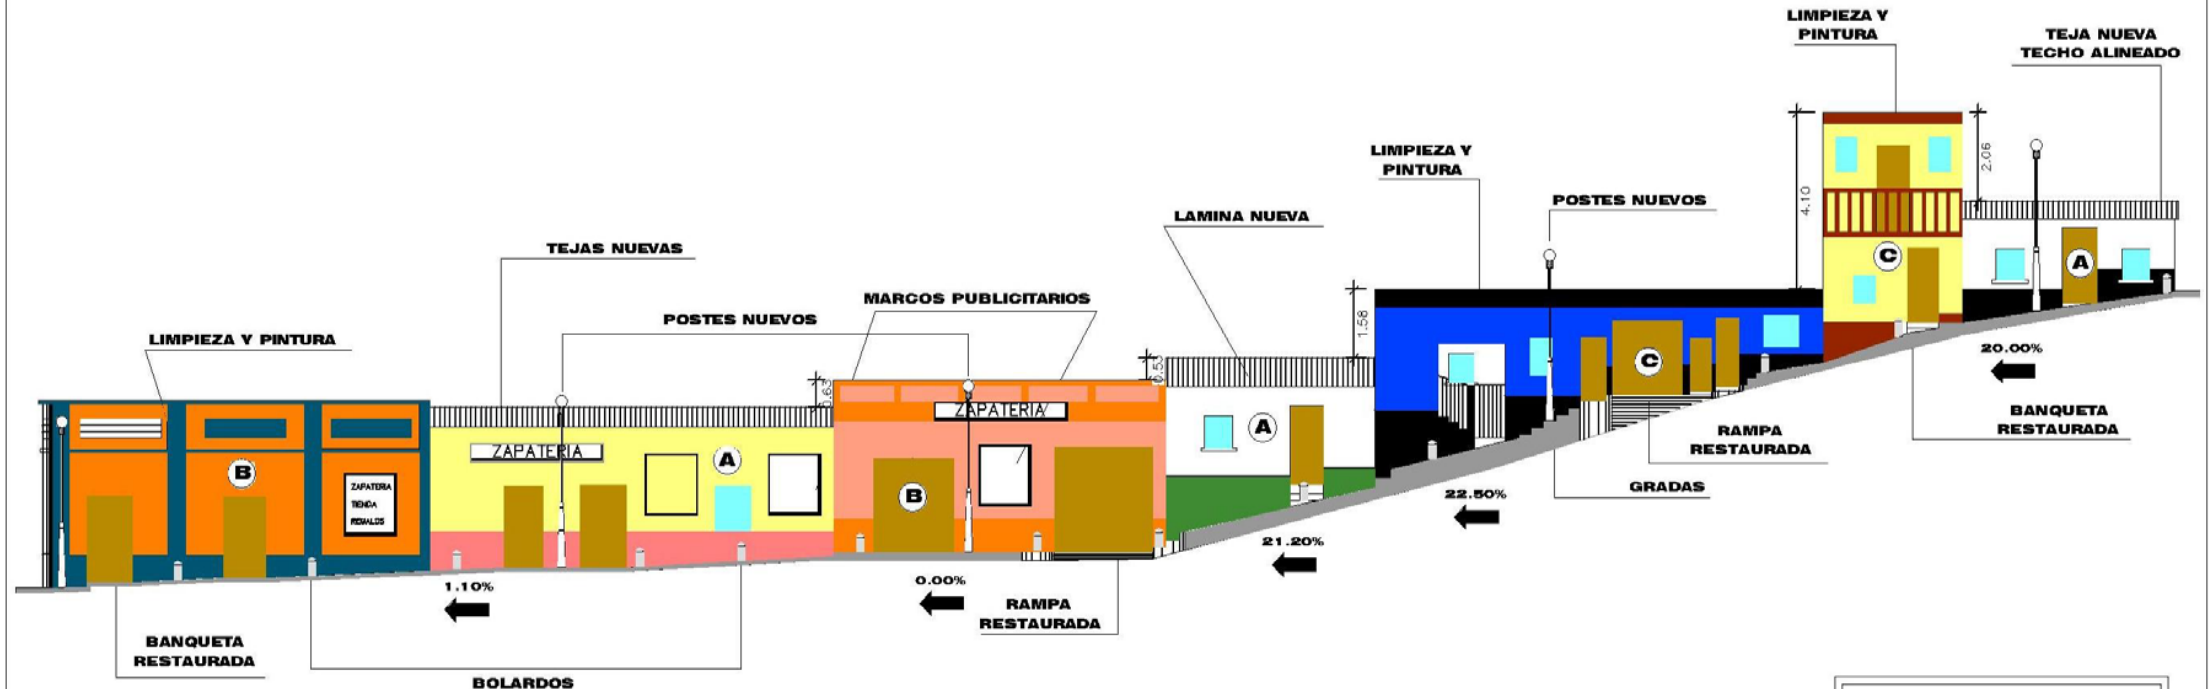 LIMPIEZA Y
PINTURA
TEJA NUEVA
TECHO ALINEADO
2.06
4.10
LIMPIEZA Y
PINTURA
POSTES NUEVOS
LAMINA NUEVA
TEJAS NUEVAS
MARCOS PUBLICITARIOS
POSTES NUEVOS
LIMPIEZA Y PINTURA
1.58
0.53
0.63
C
A
ZAPATERIA
ZAPATERIA
A
A
B
B
C
ZAPATERIA
TIENDA
REGALOS
20.00%
22.50%
21.20%
1.10%
0.00%
BANQUETA
RESTAURADA
RAMPA
RESTAURADA
GRADAS
RAMPA
RESTAURADA
BANQUETA
RESTAURADA
BOLARDOS